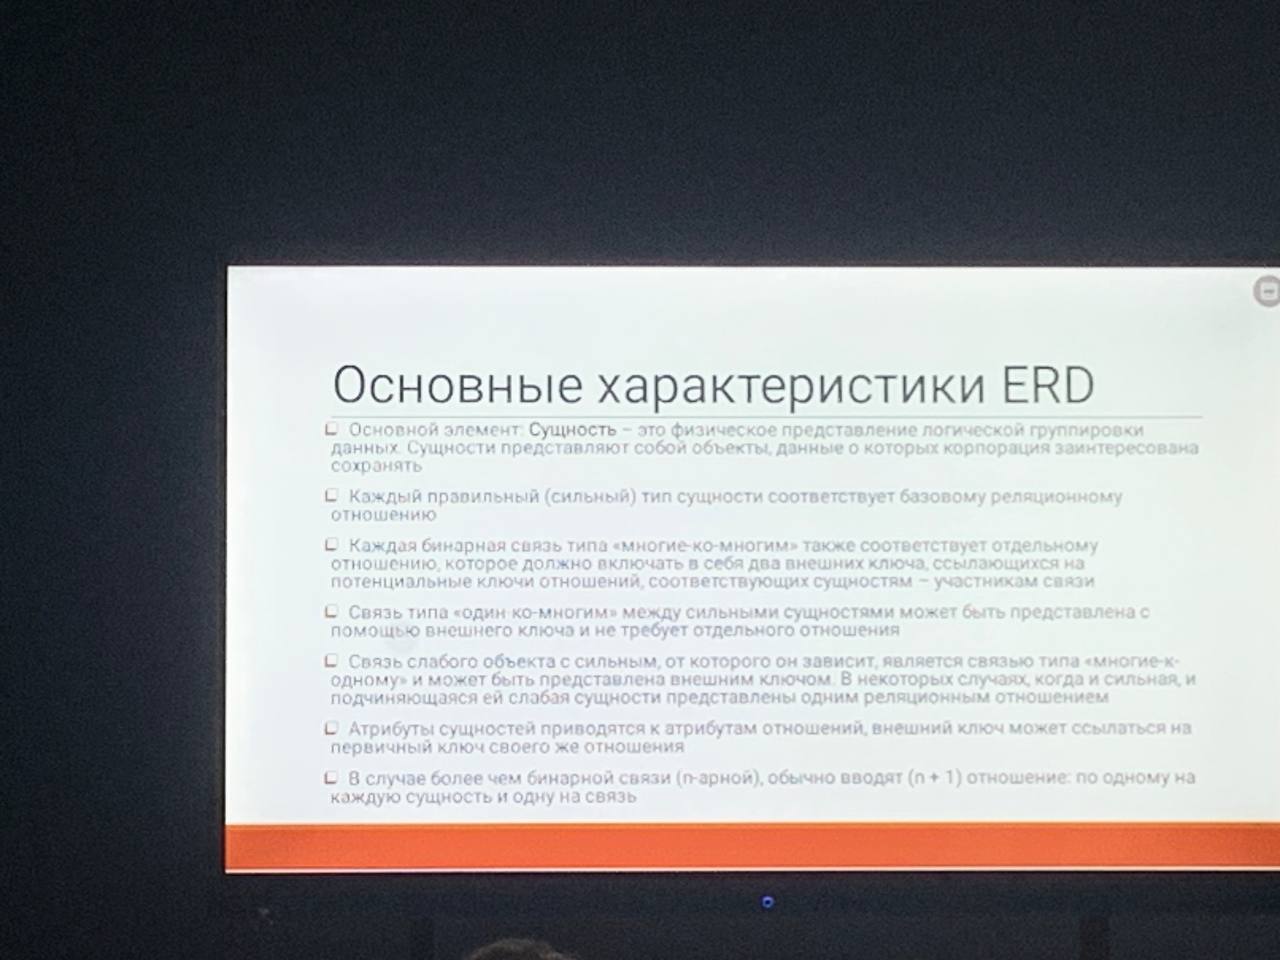 Основные характеристики ERD
Основной элемент: Сущность – это физическое представление логической группировки
данных. Сущности представляют собой объекты, данные о которых корпорация заинтересована
сохранять
Каждый правильный (сильный) тип сущности соответствует базовому реляционному
отношению
Каждая бинарная связь типа «многие-ко-многим» также соответствует отдельному
отношению, которое должно включать в себя два внешних ключа, ссылающихся на
потенциальные ключи отношений, соответствующих сущностям – участникам связи
Связь типа «один-ко-многим» между сильными сущностями может быть представлена с
помощью внешнего ключа и не требует отдельного отношения
Связь слабого объекта с сильным, от которого он зависит, является связью типа «многие-к-
одному» и может быть представлена внешним ключом. В некоторых случаях, когда и сильная, и
подчиняющаяся ей слабая сущности представлены одним реляционным отношением
Атрибуты сущностей приводятся к атрибутам отношений, внешний ключ может ссылаться на
первичный ключ своего же отношения
В случае более чем бинарной связи (n-арной), обычно вводят (n + 1) отношение: по одному на
каждую сущность и одну на связь